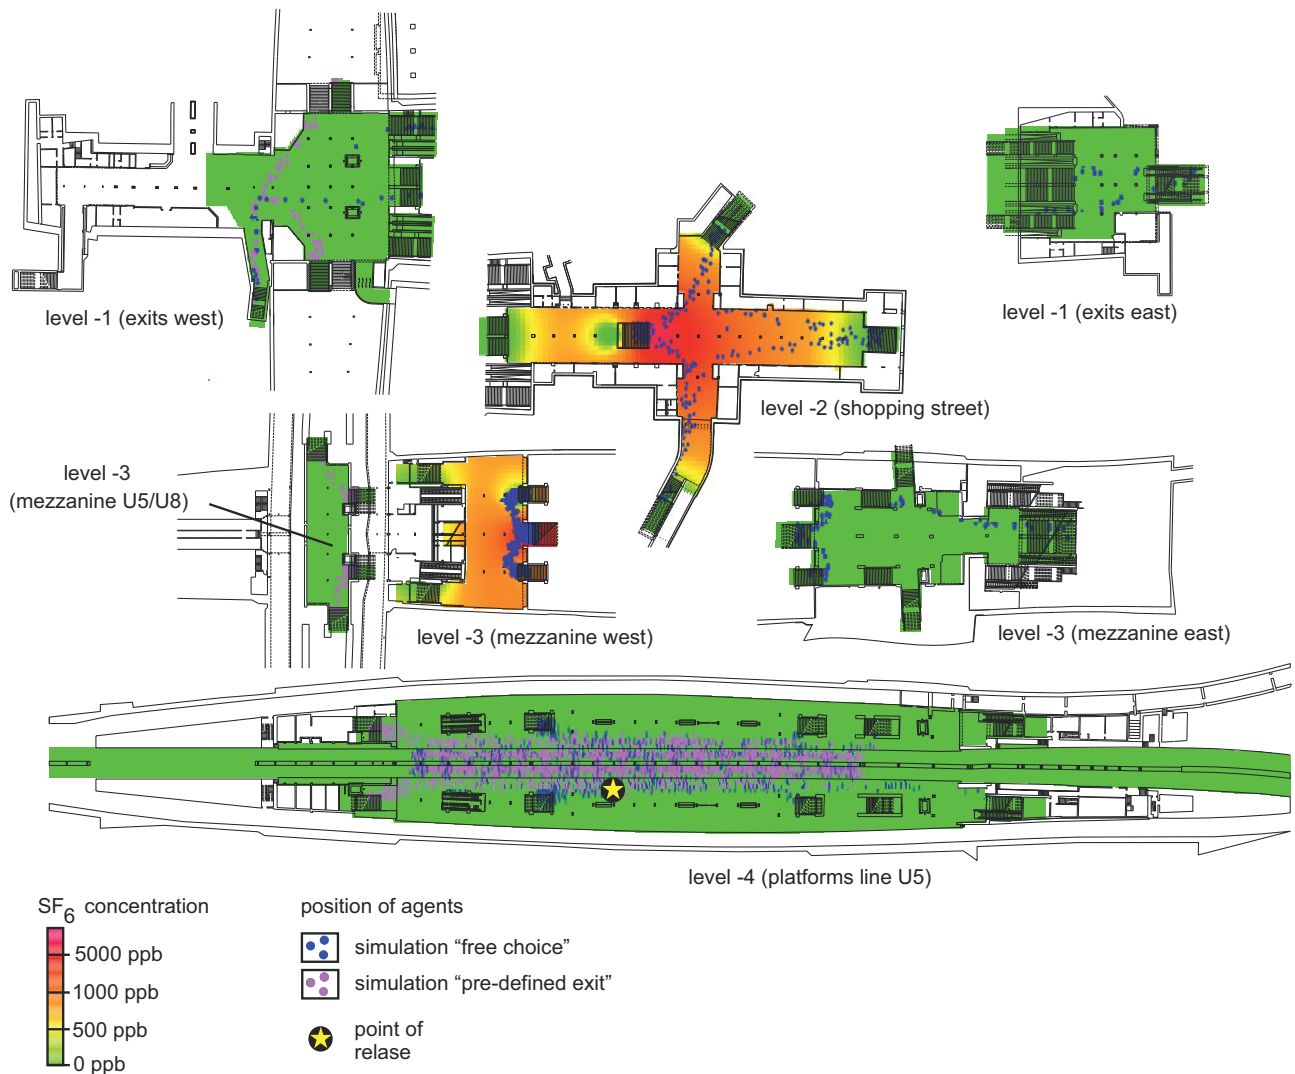 level -1 (exits west)
level -1 (exits east)
level -2 (shopping street)
level -3
(mezzanine U5/U8)
level -3 (mezzanine west)
level -3 (mezzanine east)
level -4 (platforms line U5)
SF6 concentration
5000 ppb
1000 ppb
500 ppb
0 ppb
position of agents
simulation “free choice”
simulation “pre-defined exit”
point of
relase